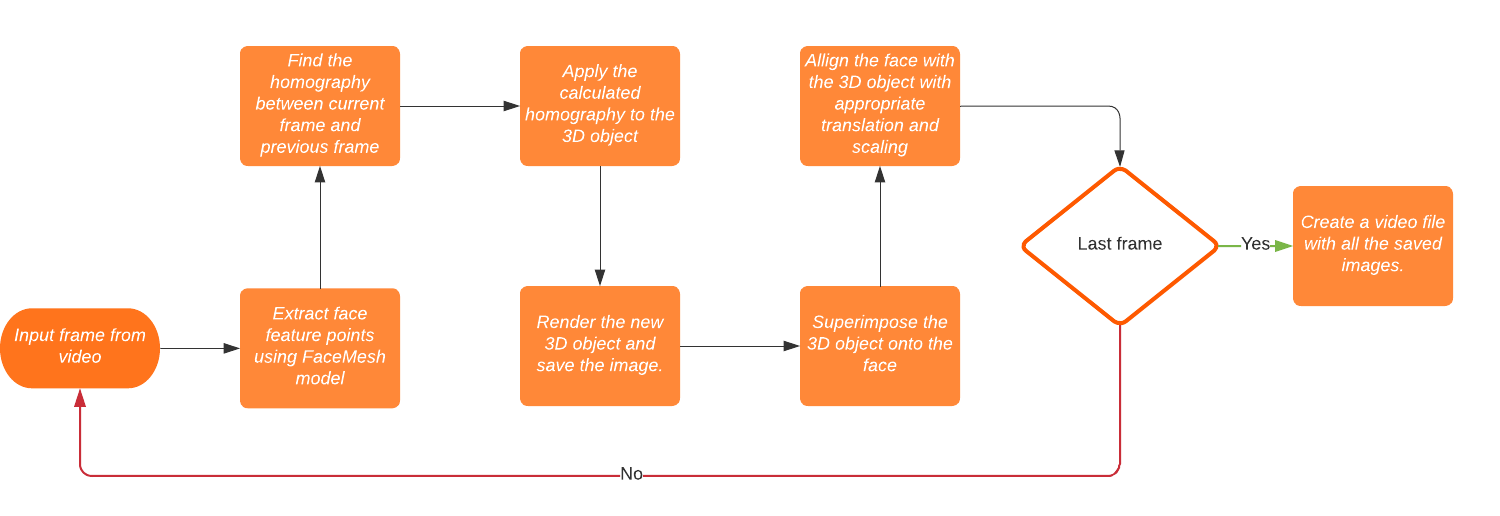 Input frame from
video
Extract face
feature points
using FaceMesh
model
Find the
homography
between current
frame and
previous frame
Apply the
calculated
homography to the
3D object
Render the new
3D object and
save the image.
Superimpose the
3D object onto the
face
Allign the face with
the 3D object with
appropriate
translation and
scaling
Last frame
Yes
Create a video file
with all the saved
images.
No